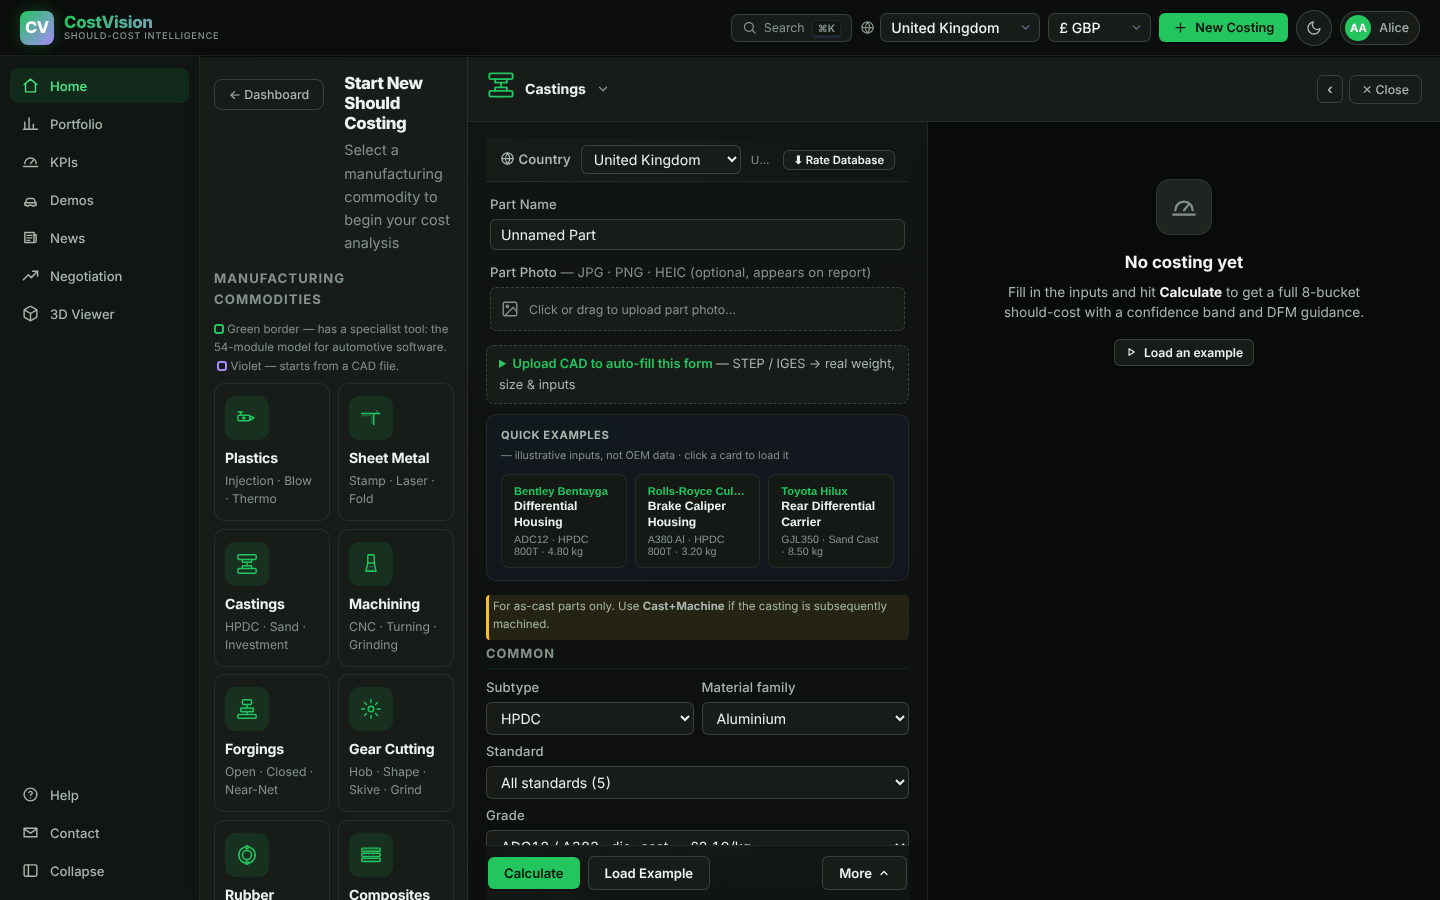 CV
CostVision
SHOULD-COST INTELLIGENCE
Search ⌘K
United Kingdom
£ GBP
+ New Costing
AA Alice
Home
Portfolio
KPIs
Demos
News
Negotiation
3D Viewer
Help
Contact
Collapse
← Dashboard
Start New
Should
Costing
Select a
manufacturing
commodity to
begin your cost
analysis
MANUFACTURING
COMMODITIES
Green border — has a specialist tool: the
54-module model for automotive software.
Violet — starts from a CAD file.
Plastics
Injection · Blow
· Thermo
Sheet Metal
Stamp · Laser ·
Fold
Castings
HPDC · Sand ·
Investment
Machining
CNC · Turning ·
Grinding
Forgings
Open · Closed ·
Near-Net
Gear Cutting
Hob · Shape ·
Skive · Grind
Rubber
Composites
Castings
‹
✕ Close
Country
United Kingdom
U...
⬇ Rate Database
Part Name
Unnamed Part
Part Photo — JPG · PNG · HEIC (optional, appears on report)
Click or drag to upload part photo...
▶ Upload CAD to auto-fill this form — STEP / IGES → real weight,
size & inputs
QUICK EXAMPLES
— illustrative inputs, not OEM data · click a card to load it
Bentley Bentayga
Differential
Housing
ADC12 · HPDC
800T · 4.80 kg
Rolls-Royce Cul...
Brake Caliper
Housing
A380 Al · HPDC
800T · 3.20 kg
Toyota Hilux
Rear Differential
Carrier
GJL350 · Sand Cast
· 8.50 kg
For as-cast parts only. Use Cast+Machine if the casting is subsequently
machined.
COMMON
Subtype
HPDC
Material family
Aluminium
Standard
All standards (5)
Grade
Calculate
Load Example
More
No costing yet
Fill in the inputs and hit Calculate to get a full 8-bucket
should-cost with a confidence band and DFM guidance.
Load an example